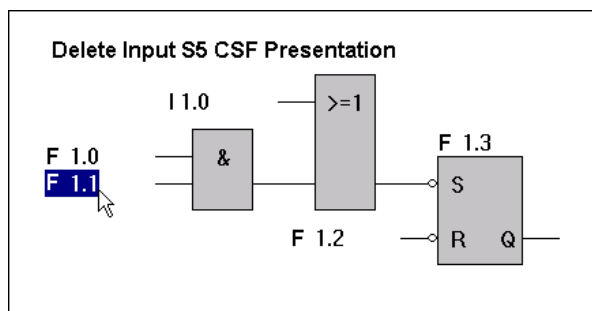 Delete Input S5 CSF Presentation
I 1.0
>=1
F 1.0
&
F 1.3
F 1.1
S
F 1.2
R Q